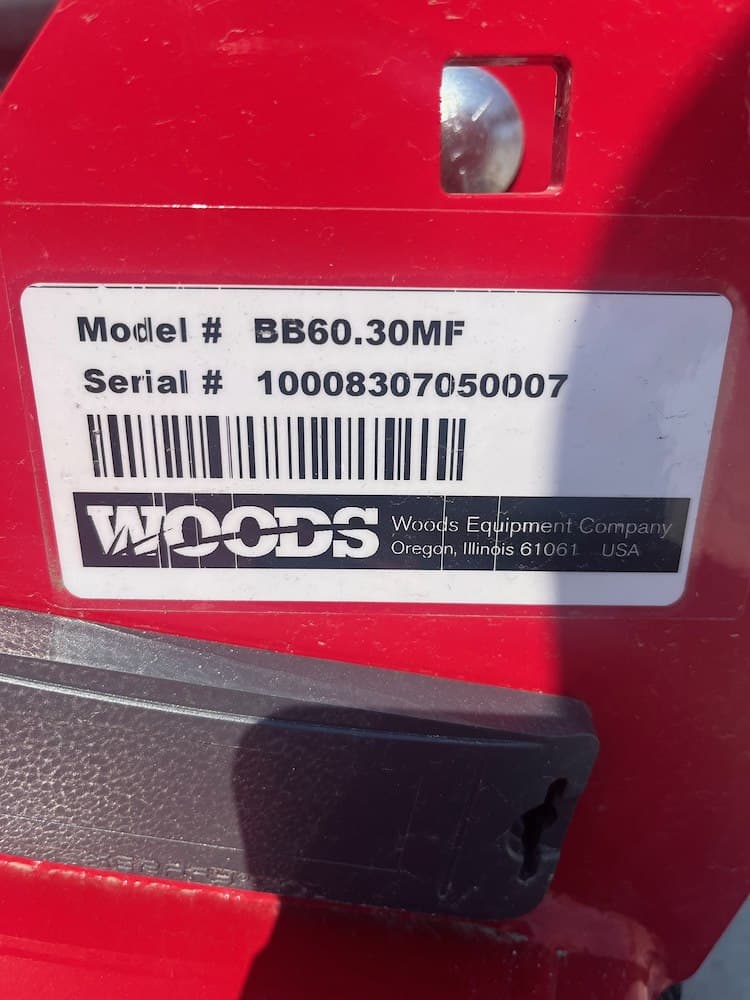 Model # BB60.30MF
Serial # 10008307050007
WOODS
Woods Equipment Company
Oregon, Illinois 61061 USA